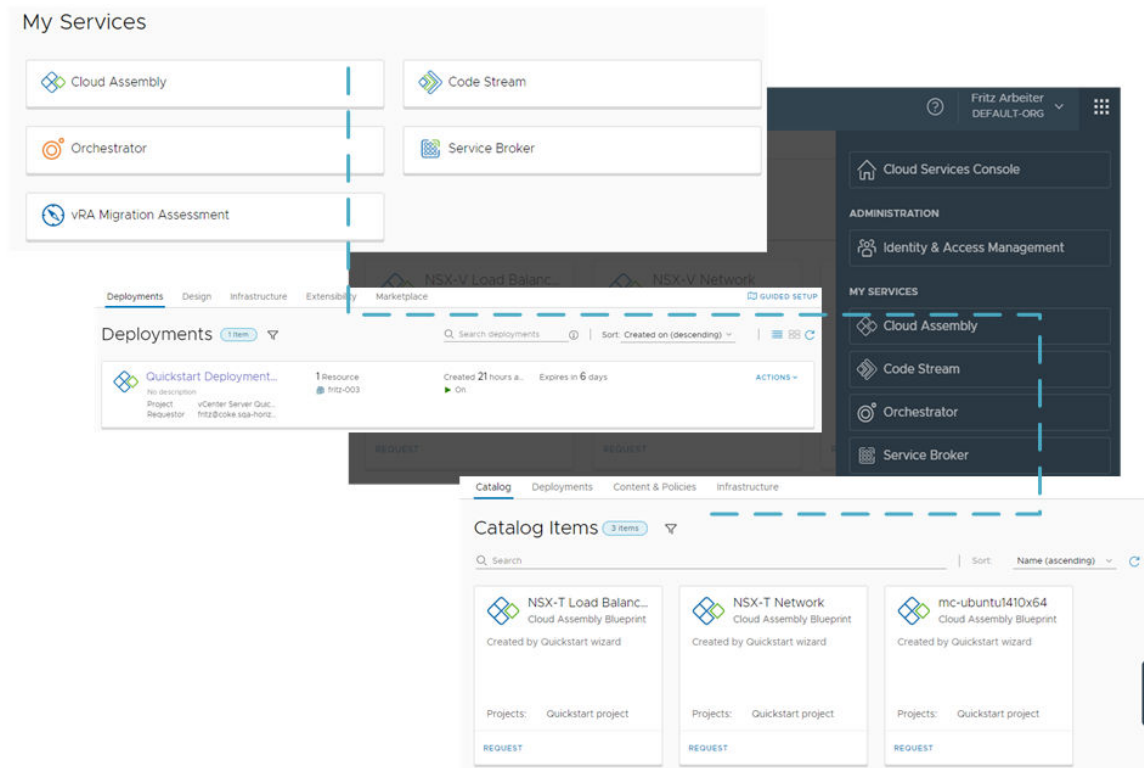 My Services
Cloud Assembly
Code Stream
Orchestrator
Service Broker
vRA Migration Assessment
Fritz Arbeiter
DEFAULT-ORG
Cloud Services Console
ADMINISTRATION
Identity & Access Management
MY SERVICES
Cloud Assembly
Code Stream
Orchestrator
Service Broker
NSX-V Load Balanc...
NSX-V Network
REQUEST
REQUEST
Deployments Design Infrastructure Extensibility Marketplace
GUIDED SETUP
Deployments 1 item
Search deployments
Sort: Created on (descending)
Quickstart Deployment...
No description
Project vCenter Server Quic...
Requestor fritz@coke.sqa-horiz...
1 Resource
fritz-003
Created 21 hours a...
On
Expires in 6 days
ACTIONS
Catalog Deployments Content & Policies Infrastructure
Catalog Items 3 items
Search
Sort: Name (ascending)
NSX-T Load Balanc...
Cloud Assembly Blueprint
Created by Quickstart wizard
Projects: Quickstart project
REQUEST
NSX-T Network
Cloud Assembly Blueprint
Created by Quickstart wizard
Projects: Quickstart project
REQUEST
mc-ubuntu1410x64
Cloud Assembly Blueprint
Created by Quickstart wizard
Projects: Quickstart project
REQUEST